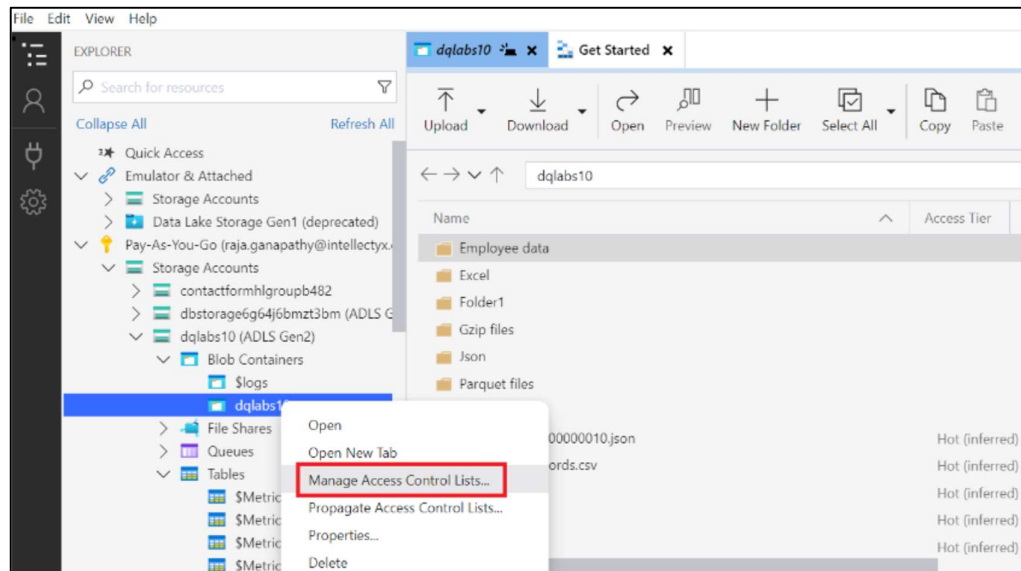 File Edit View Help
EXPLORER
Search for resources
Collapse All Refresh All
Quick Access
Emulator & Attached
Storage Accounts
Data Lake Storage Gen1 (deprecated)
Pay-As-You-Go (raja.ganapathy@intellectyx.
Storage Accounts
contactformhlgroupb482
dbstorage6g64j6bmzt3bm (ADLS G
dqlabs10 (ADLS Gen2)
Blob Containers
$logs
dqlabs1
File Shares
Queues
Tables
$Metric
$Metric
$Metric
$Metric
Open
Open New Tab
Manage Access Control Lists...
Propagate Access Control Lists...
Properties...
Delete
dqlabs10 Get Started
Upload Download Open Preview New Folder Select All Copy Paste
dqlabs10
Name Access Tier
Employee data
Excel
Folder1
Gzip files
Json
Parquet files
00000010.json Hot (inferred)
ords.csv Hot (inferred)
Hot (inferred)
Hot (inferred)
Hot (inferred)